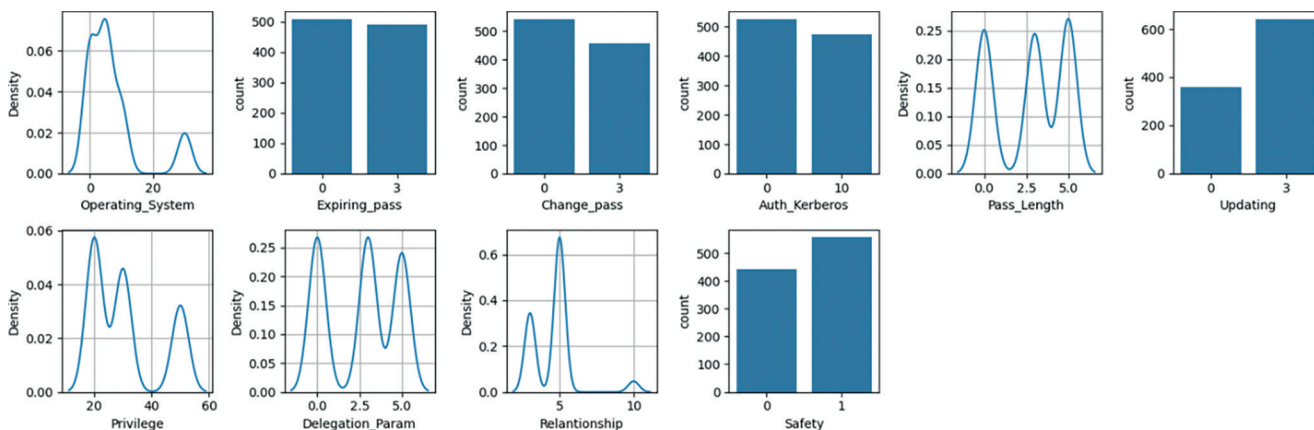 Density
0.06
0.04
0.02
0.00
0 20
Operating_System
count
500
400
300
200
100
0
0 3
Expiring_pass
count
500
400
300
200
100
0
0 3
Change_pass
count
500
400
300
200
100
0
0 10
Auth_Kerberos
Density
0.25
0.20
0.15
0.10
0.05
0.00
0.0 2.5 5.0
Pass_Length
count
600
400
200
0
0 3
Updating
Density
0.06
0.04
0.02
0.00
20 40 60
Privilege
Density
0.25
0.20
0.15
0.10
0.05
0.00
0.0 2.5 5.0
Delegation_Param
Density
0.6
0.4
0.2
0.0
5 10
Relantionship
count
500
400
300
200
100
0
0 1
Safety